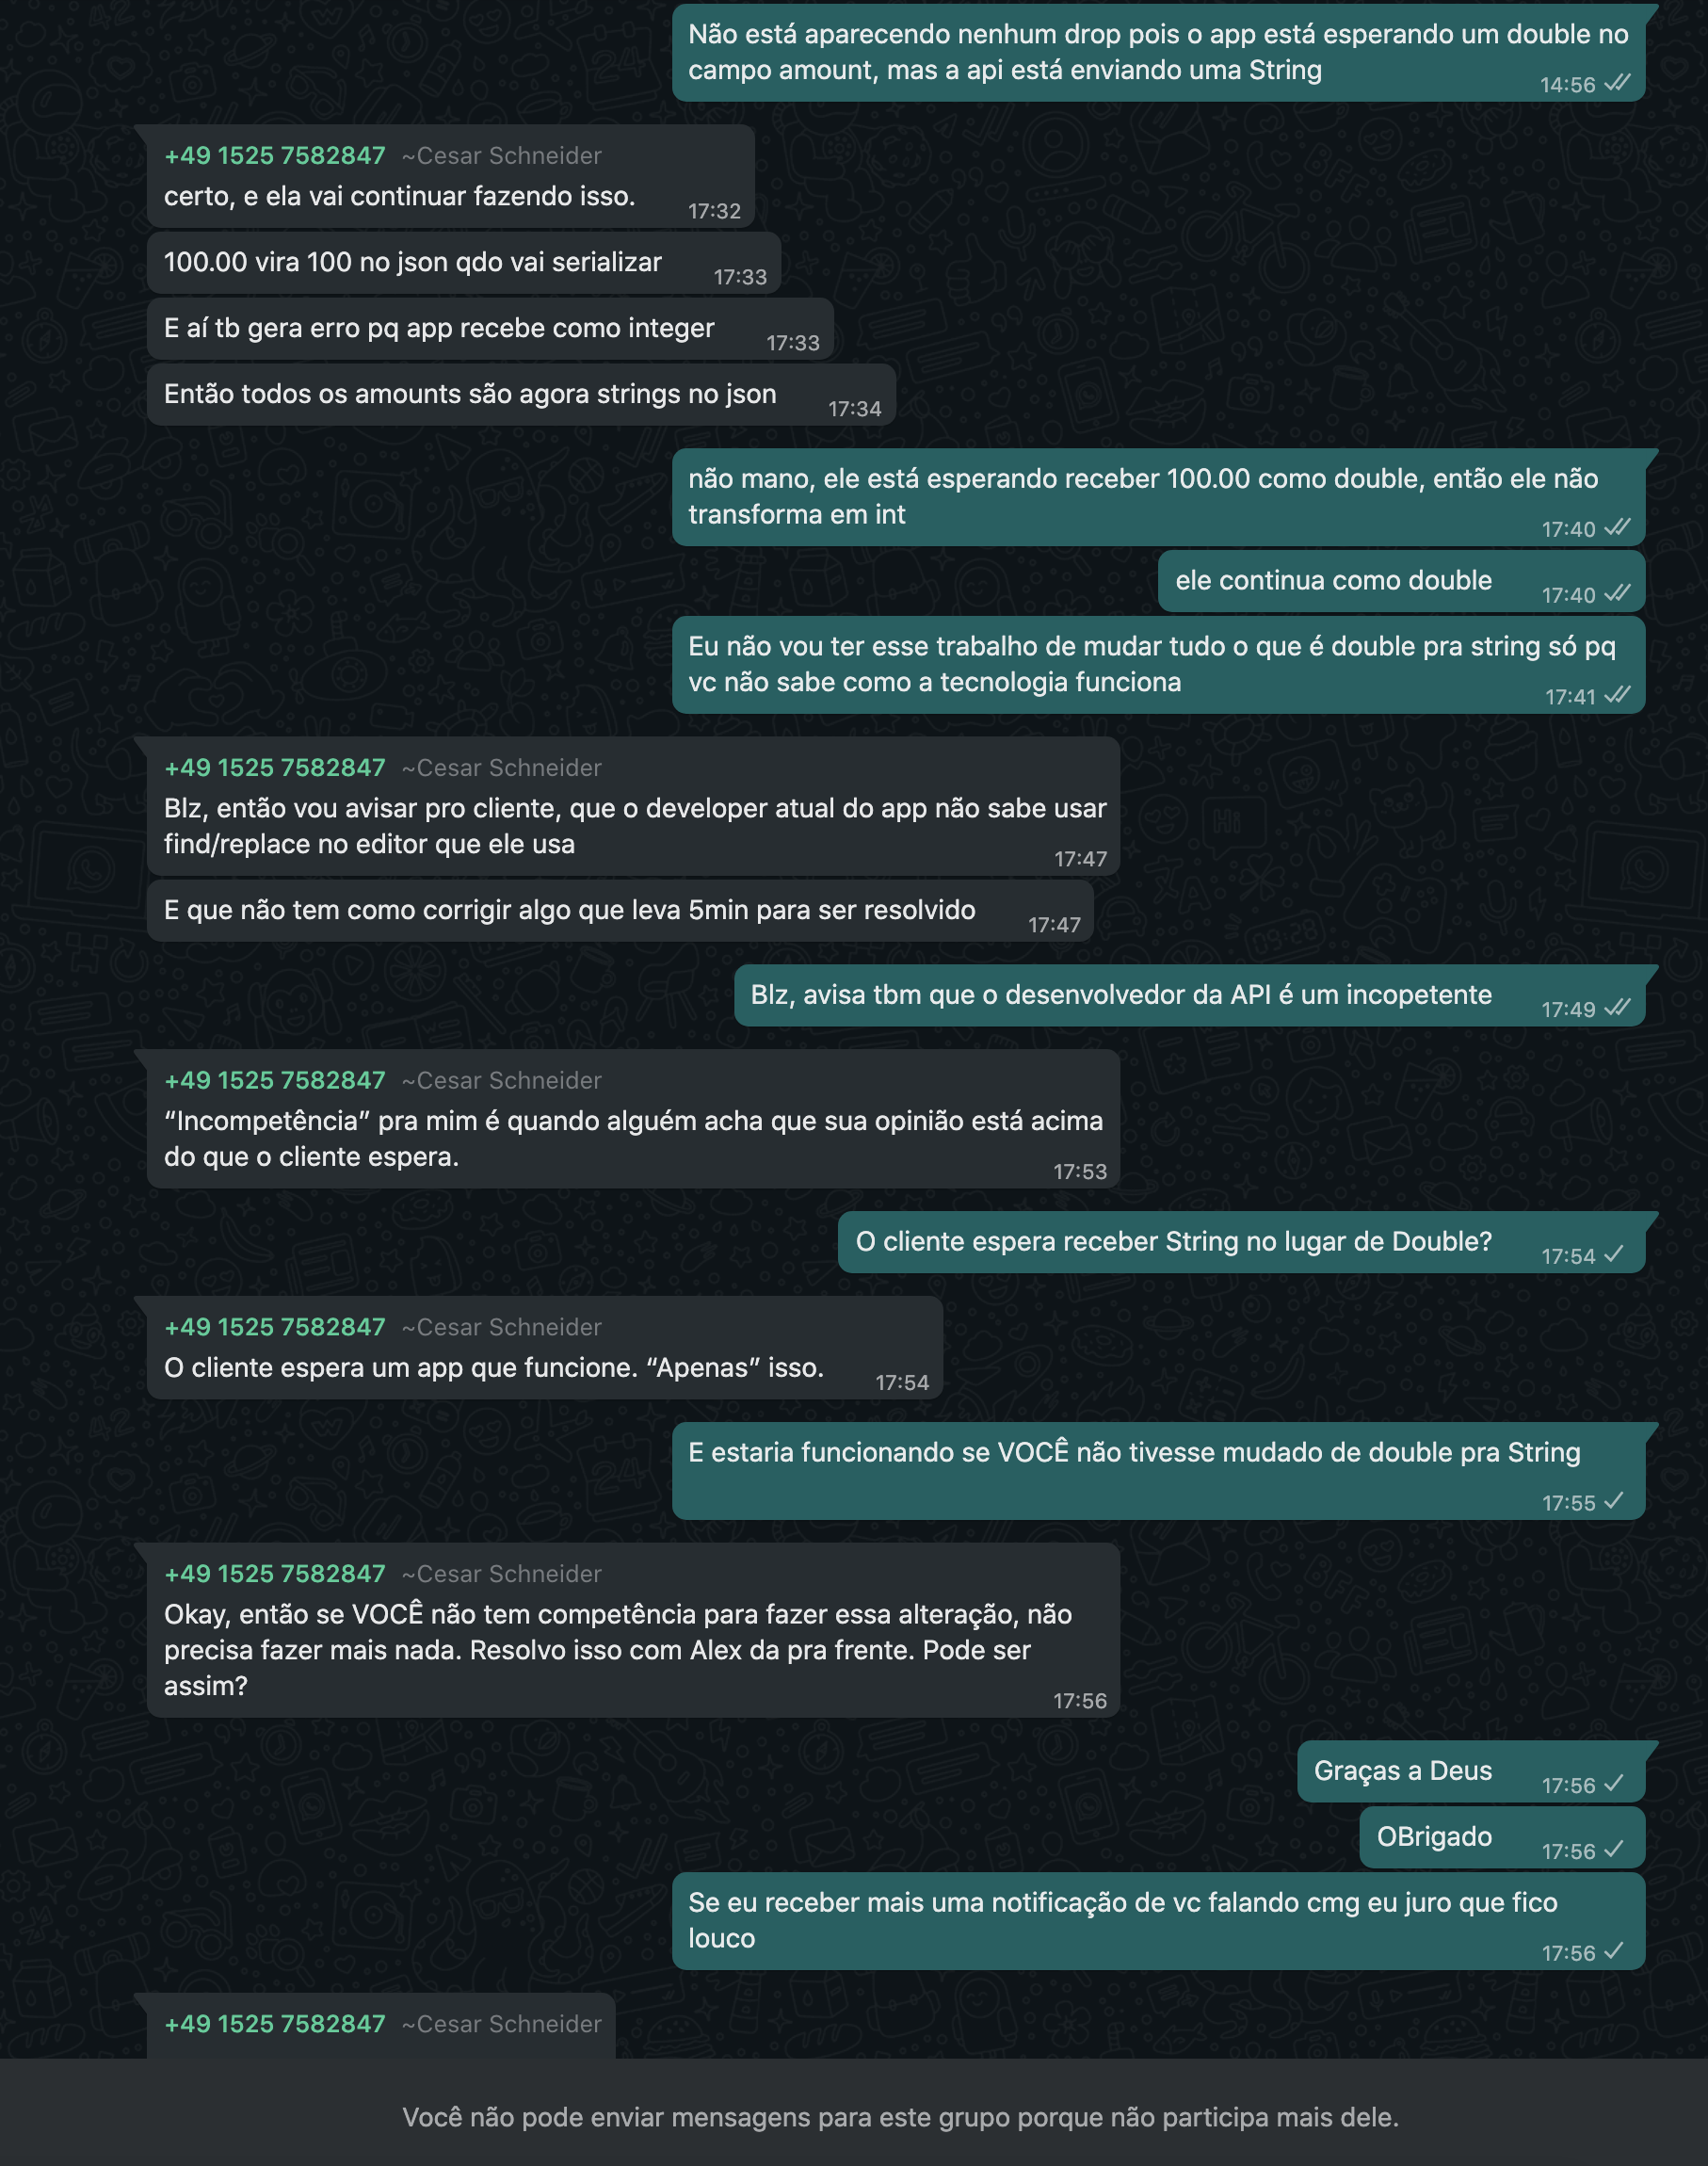 Não está aparecendo nenhum drop pois o app está esperando um double no
campo amount, mas a api está enviando uma String
14:56
+49 1525 7582847 ~Cesar Schneider
certo, e ela vai continuar fazendo isso.
17:32
100.00 vira 100 no json qdo vai serializar
17:33
E aí tb gera erro pq app recebe como integer
17:33
Então todos os amounts são agora strings no json
17:34
não mano, ele está esperando receber 100.00 como double, então ele não
transforma em int
17:40
ele continua como double
17:40
Eu não vou ter esse trabalho de mudar tudo o que é double pra string só pq
vc não sabe como a tecnologia funciona
17:41
+49 1525 7582847 ~Cesar Schneider
Blz, então vou avisar pro cliente, que o developer atual do app não sabe usar
find/replace no editor que ele usa
17:47
E que não tem como corrigir algo que leva 5min para ser resolvido
17:47
Blz, avisa tbm que o desenvolvedor da API é um incopetente
17:49
+49 1525 7582847 ~Cesar Schneider
“Incompetência” pra mim é quando alguém acha que sua opinião está acima
do que o cliente espera.
17:53
O cliente espera receber String no lugar de Double?
17:54
+49 1525 7582847 ~Cesar Schneider
O cliente espera um app que funcione. “Apenas” isso.
17:54
E estaria funcionando se VOCÊ não tivesse mudado de double pra String
17:55
+49 1525 7582847 ~Cesar Schneider
Okay, então se VOCÊ não tem competência para fazer essa alteração, não
precisa fazer mais nada. Resolvo isso com Alex da pra frente. Pode ser
assim?
17:56
Graças a Deus
17:56
OBrigado
17:56
Se eu receber mais uma notificação de vc falando cmg eu juro que fico
louco
17:56
+49 1525 7582847 ~Cesar Schneider
Você não pode enviar mensagens para este grupo porque não participa mais dele.